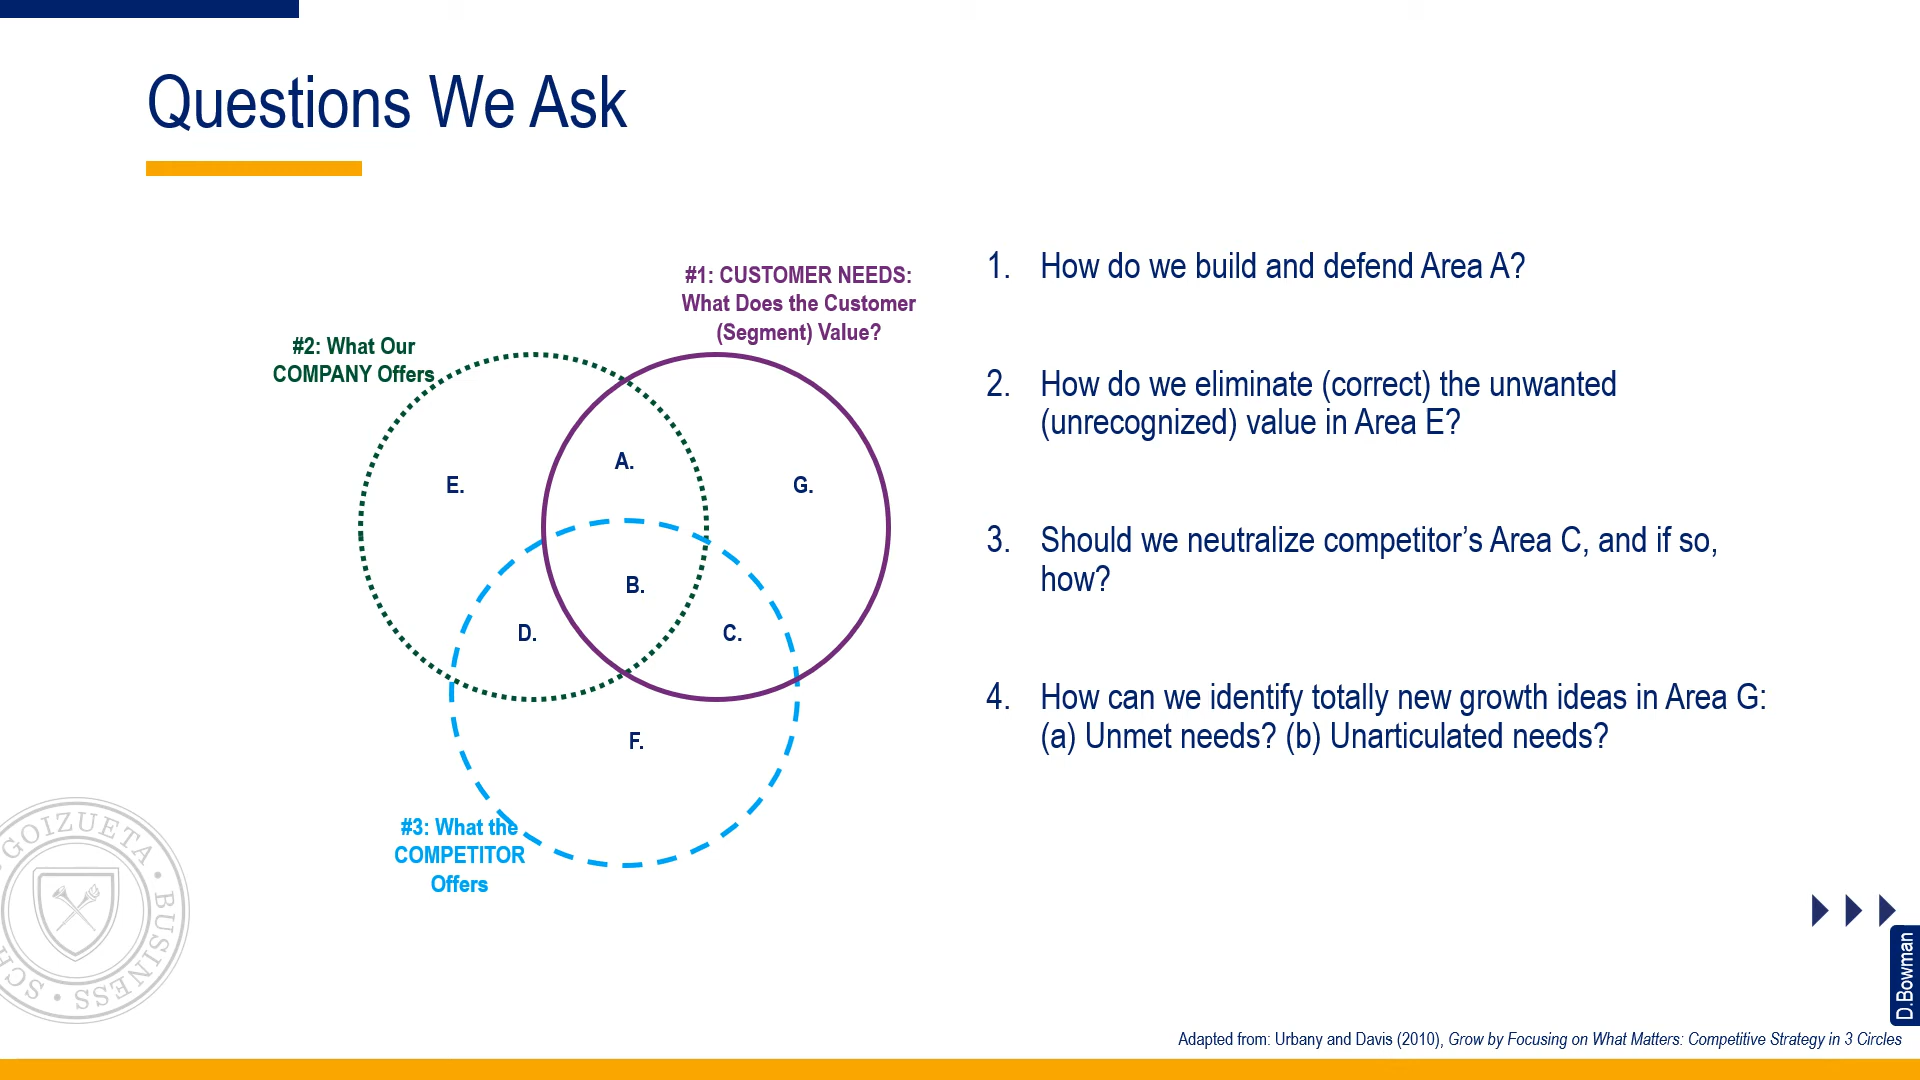 Questions We Ask
#1: CUSTOMER NEEDS:
What Does the Customer
(Segment) Value?
#2: What Our
COMPANY Offers
A.
E.
G.
B.
D.
C.
F.
#3: What the
COMPETITOR
Offers
1. How do we build and defend Area A?
2. How do we eliminate (correct) the unwanted
(unrecognized) value in Area E?
3. Should we neutralize competitor’s Area C, and if so,
how?
4. How can we identify totally new growth ideas in Area G:
(a) Unmet needs? (b) Unarticulated needs?
GOIZUETA • BUSINESS • SCH
D.Bowman
Adapted from: Urbany and Davis (2010), Grow by Focusing on What Matters: Competitive Strategy in 3 Circles